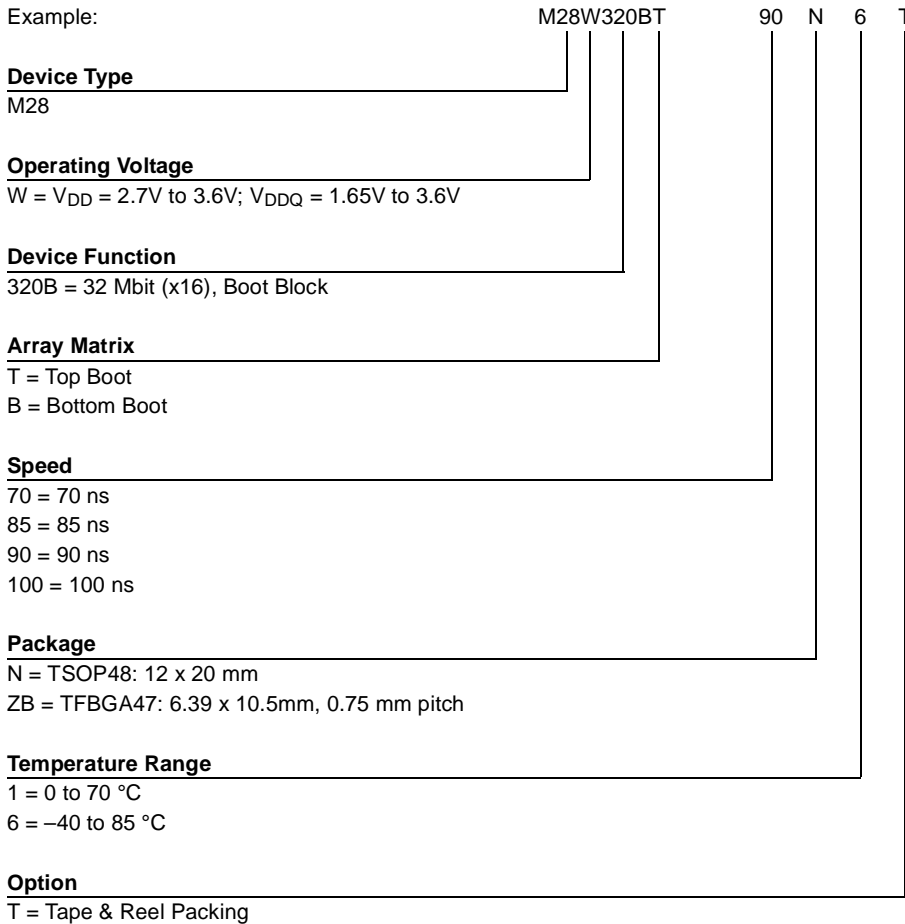 Example: M28W320BT 90 N 6 T
Device Type
M28
Operating Voltage
W = VDD = 2.7V to 3.6V; VDDQ = 1.65V to 3.6V
Device Function
320B = 32 Mbit (x16), Boot Block
Array Matrix
T = Top Boot
B = Bottom Boot
Speed
70 = 70 ns
85 = 85 ns
90 = 90 ns
100 = 100 ns
Package
N = TSOP48: 12 x 20 mm
ZB = TFBGA47: 6.39 x 10.5mm, 0.75 mm pitch
Temperature Range
1 = 0 to 70 °C
6 = –40 to 85 °C
Option
T = Tape & Reel Packing